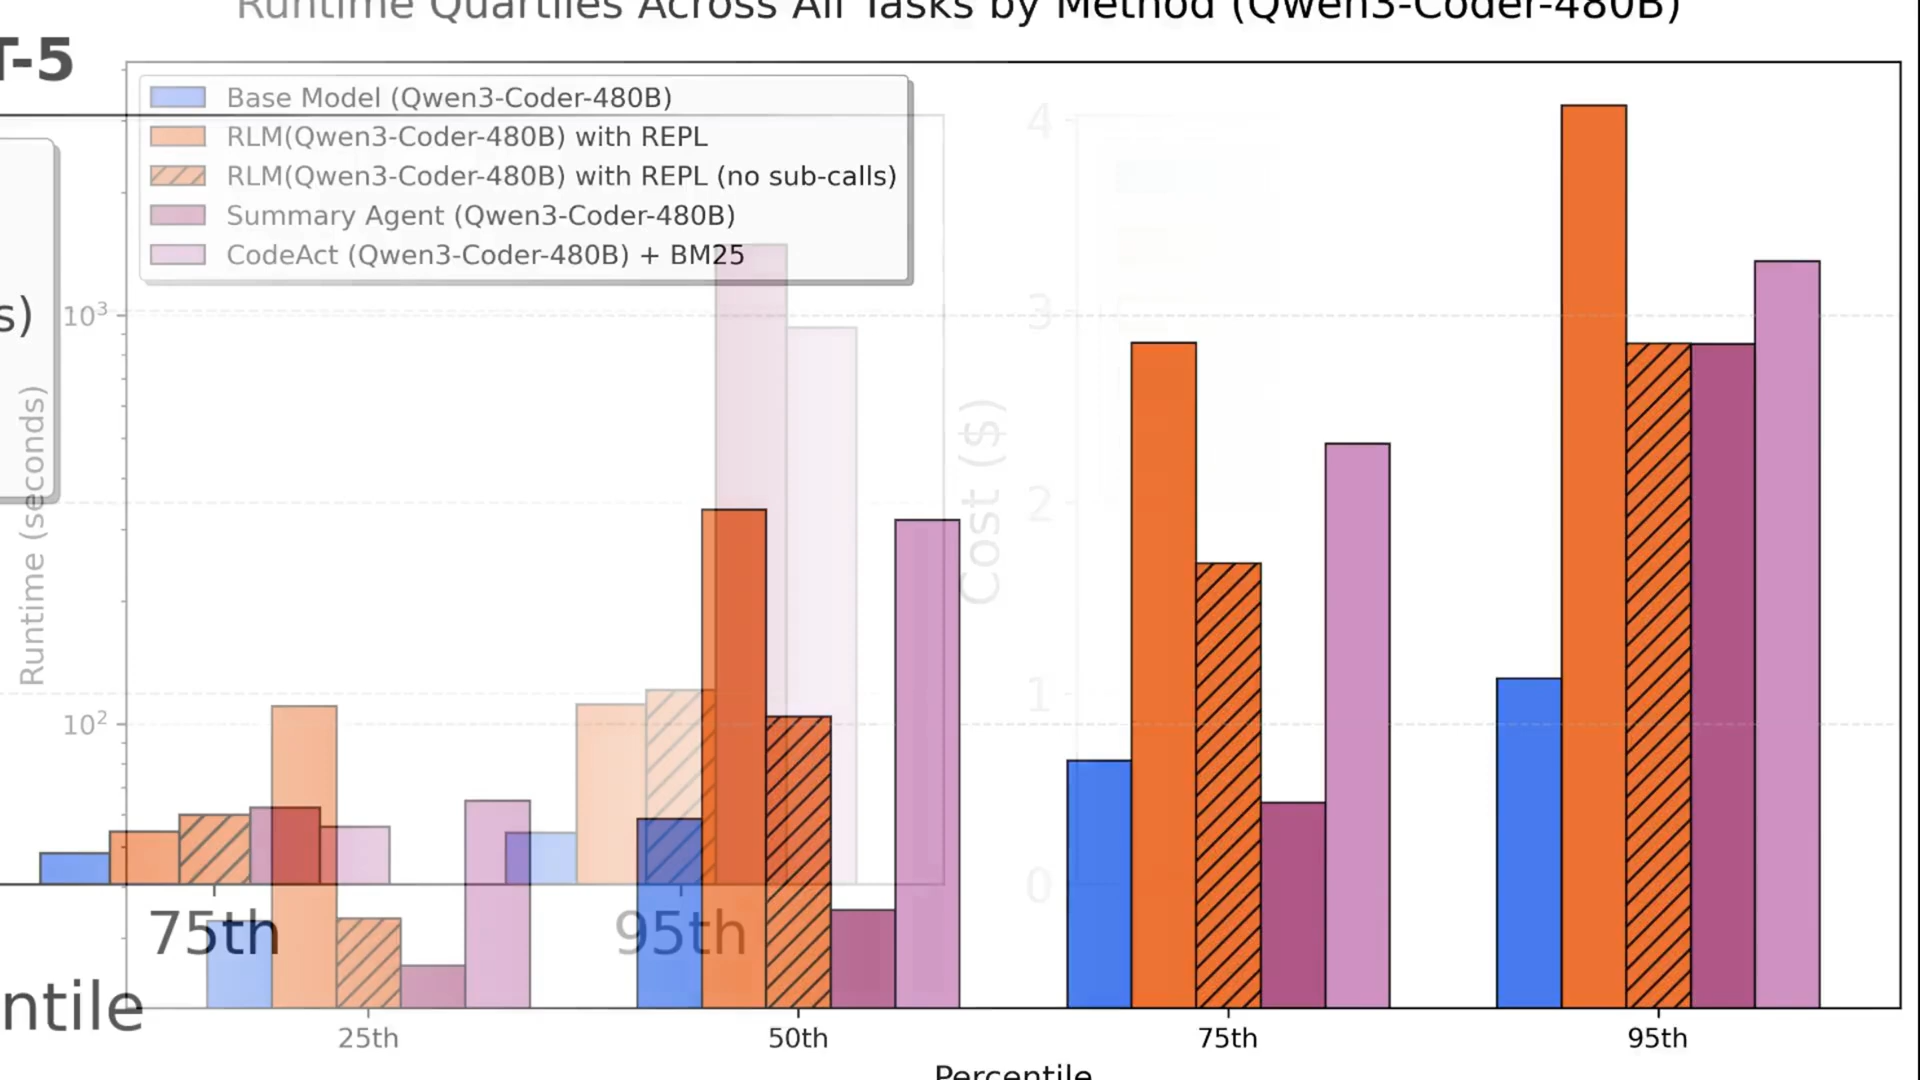 Runtime Quartiles Across All Tasks by Method (Qwen3-Coder-480B)
T-5
Base Model (Qwen3-Coder-480B)
RLM(Qwen3-Coder-480B) with REPL
RLM(Qwen3-Coder-480B) with REPL (no sub-calls)
Summary Agent (Qwen3-Coder-480B)
CodeAct (Qwen3-Coder-480B) + BM25
s)
10³
10²
Runtime (seconds)
Cost ($)
4
3
2
1
0
75th
95th
ntile
25th
50th
75th
95th
Percentile